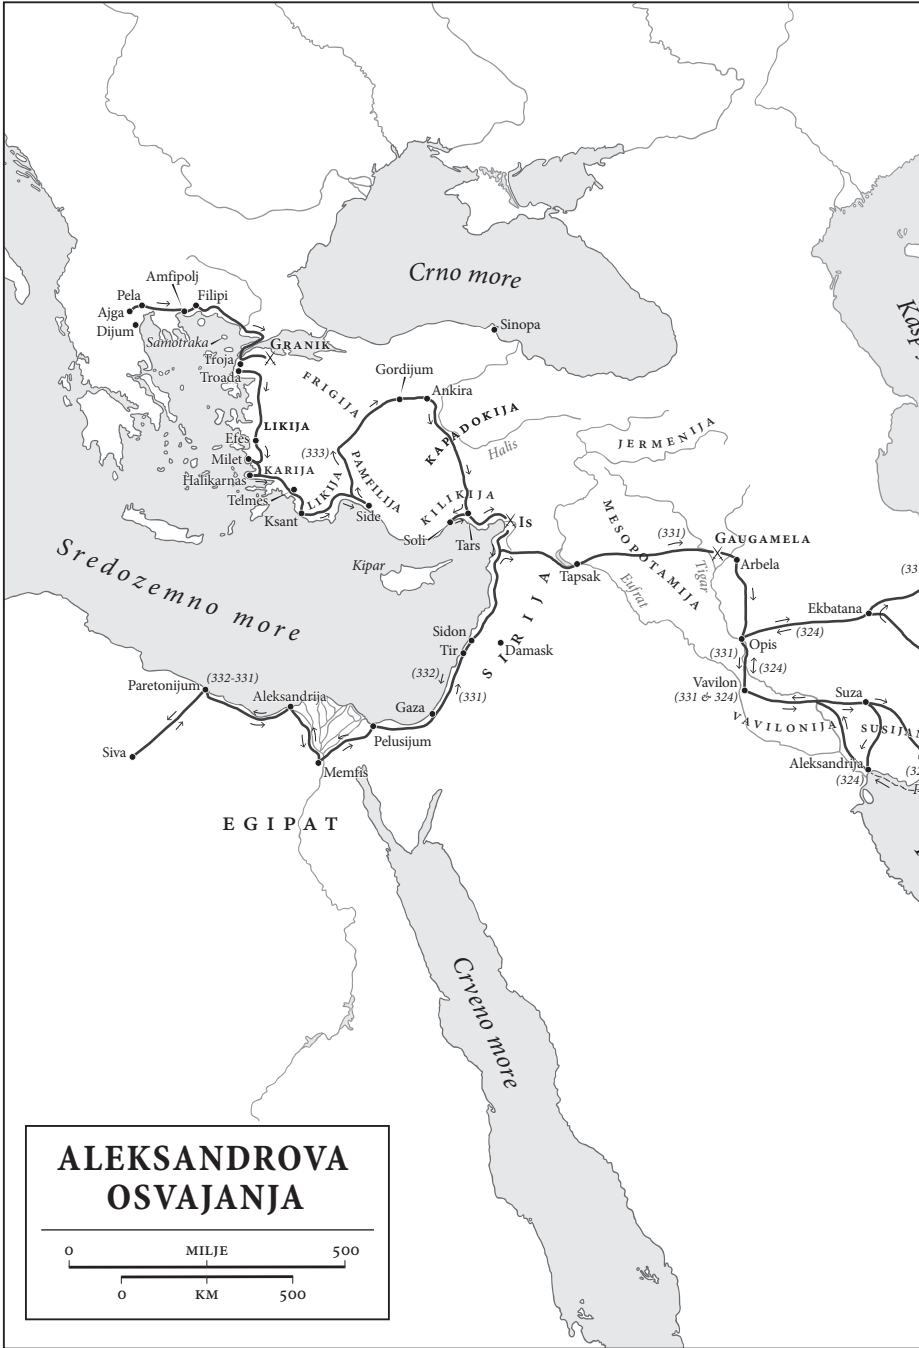 Crno more
Kasp
Amfipolj
Pela
Filipi
Ajga
Dijum
Samotraka
Sinopa
GRANIK
Troja
Troada
Gordijum
FRIGIJA
Ankira
KAPADOKIJA
Halis
JERMENIJA
LIKIJA
Efes
(333)
Milet
KARIJA
PAMFILIJA
Halikarnas
LIKIJA
Telmes
KILIKIJA
Ksant
Side
Soli
Tars
Is
MESOPOTAMIJA
(331)
GAUGAMELA
Arbela
Tigar
Tapsak
Eufrat
Kipar
Sredozemno more
SIRIJA
(33
Ekbatana
(324)
Sidon
Tir
Damask
Opis
(331)
(324)
(332)
(331)
Paretonijum
(332-331)
Aleksandrija
Gaza
Vavilon
(331 & 324)
Suza
VAVILONIJA
SUSIJA
Siva
Pelusijum
Memfis
Aleksandrija
(324)
(32
EGIPAT
Crveno more
ALEKSANDROVA
OSVAJANJA
0 MILJE 500
0 KM 500